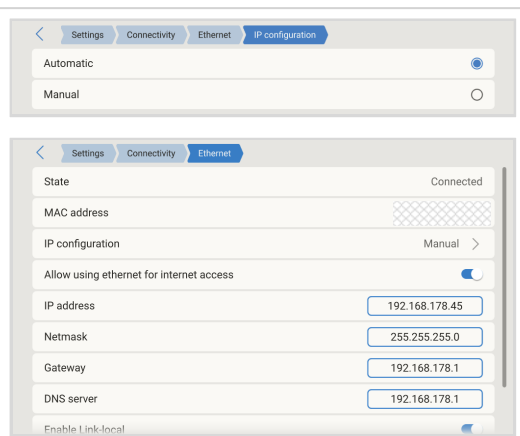 Settings Connectivity Ethernet IP configuration
Automatic
Manual
Settings Connectivity Ethernet
State Connected
MAC address
IP configuration Manual
Allow using ethernet for internet access
IP address 192.168.178.45
Netmask 255.255.255.0
Gateway 192.168.178.1
DNS server 192.168.178.1
Enable Link-local